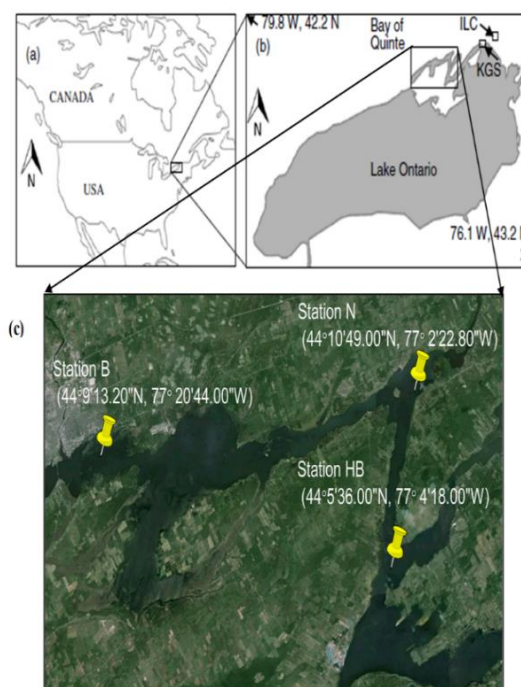 (a)
CANADA
N
USA
79.8 W, 42.2 N
(b)
Bay of
Quinte
ILC
KGS
Lake Ontario
N
76.1 W, 43.2
(c)
Station B
(44°9'13.20"N, 77° 20'44.00"W)
Station N
(44°10'49.00"N, 77° 2'22.80"W)
Station HB
(44°5'36.00"N, 77° 4'18.00"W)